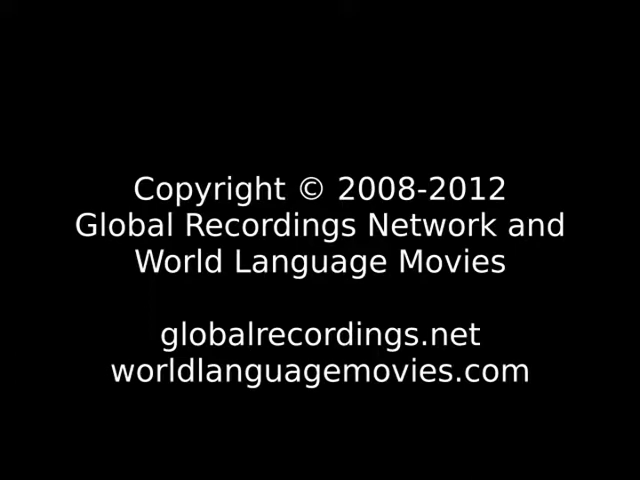 Copyright © 2008-2012
Global Recordings Network and
World Language Movies
globalrecordings.net
worldlanguagemovies.com